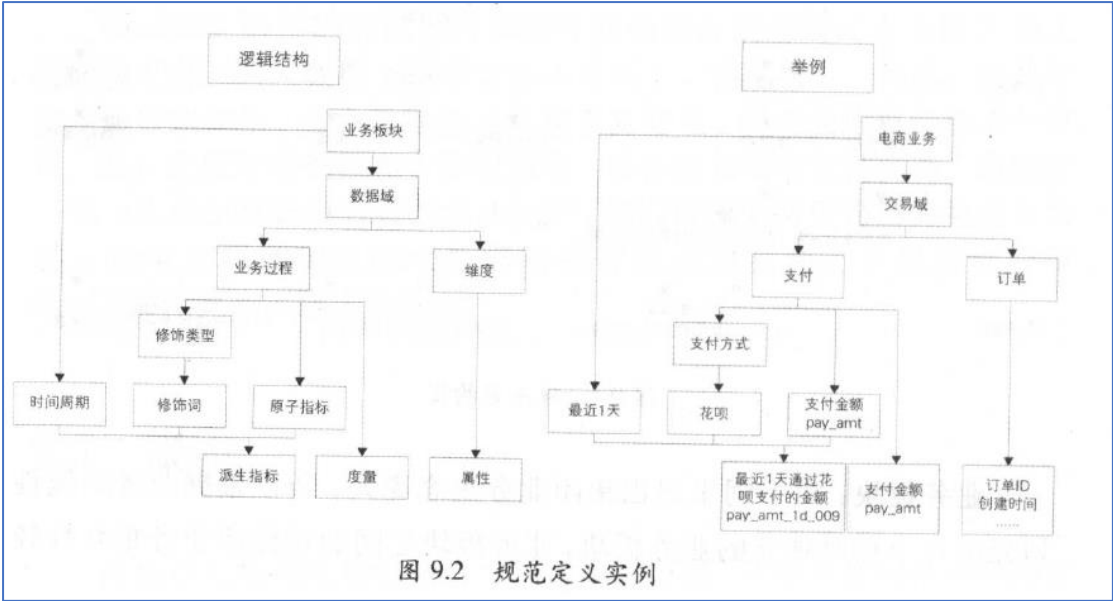 逻辑结构
举例
业务板块
电商业务
数据域
交易域
业务过程
维度
支付
订单
修饰类型
支付方式
时间周期
修饰词
原子指标
最近1天
花呗
支付金额
pay_amt
派生指标
度量
属性
最近1天通过花
呗支付的金额
pay_amt_1d_009
支付金额
pay_amt
订单ID
创建时间
......
图 9.2 规范定义实例